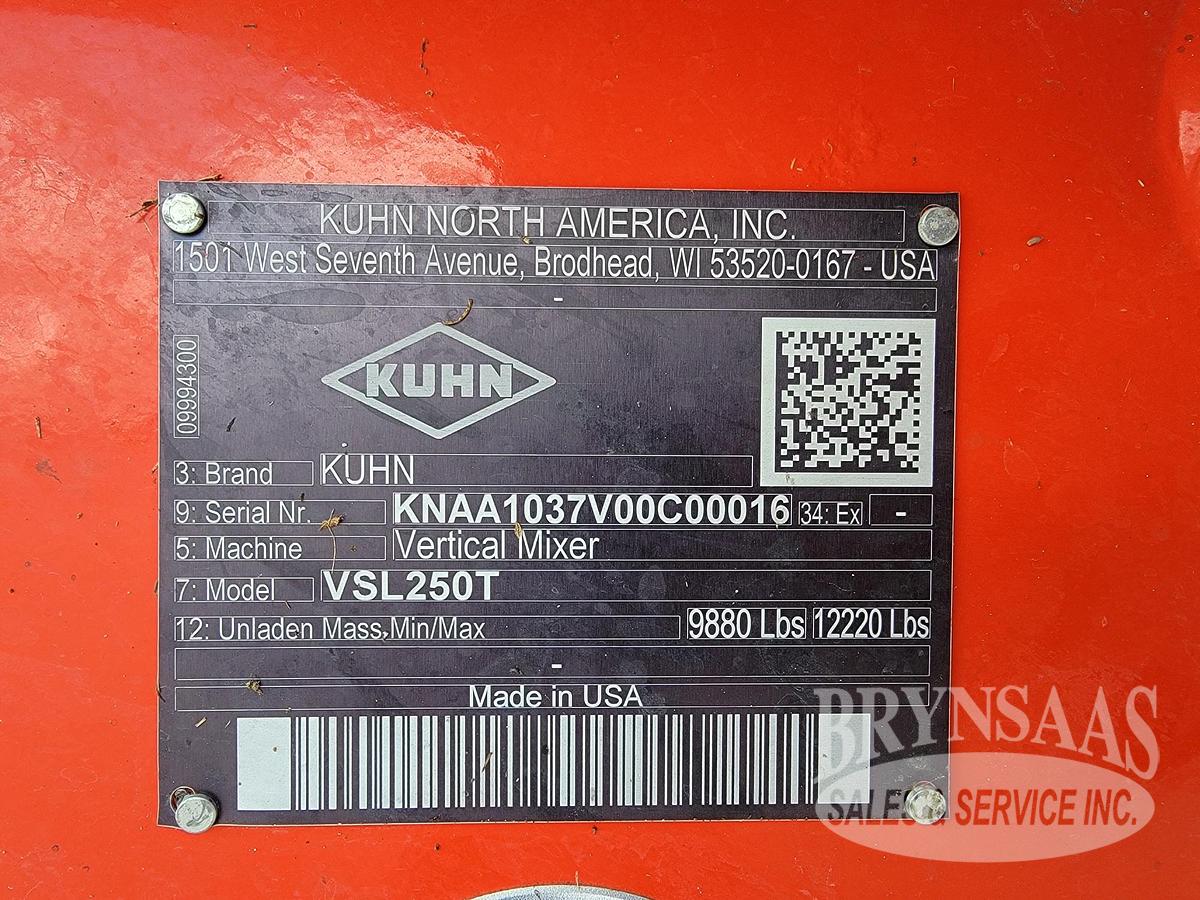 KUHN NORTH AMERICA, INC.
1501 West Seventh Avenue, Brodhead, WI 53520-0167 - USA
-
09994300
KUHN
3: Brand KUHN
9: Serial Nr. KNAA1037V00C00016 34: Ex -
5: Machine Vertical Mixer
7: Model VSL250T
12: Unladen Mass Min/Max 9880 Lbs 12220 Lbs
-
Made in USA
BRYNSAAS
SALES & SERVICE INC.